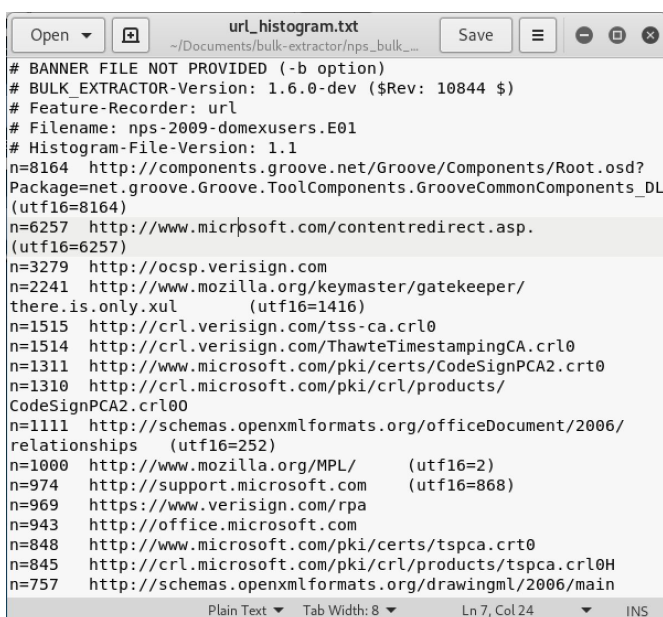 Open
url_histogram.txt
~/Documents/bulk-extractor/nps_bulk_...
Save
# BANNER FILE NOT PROVIDED (-b option)
# BULK_EXTRACTOR-Version: 1.6.0-dev ($Rev: 10844 $)
# Feature-Recorder: url
# Filename: nps-2009-domexusers.E01
# Histogram-File-Version: 1.1
n=8164  http://components.groove.net/Groove/Components/Root.osd?
Package=net.groove.Groove.ToolComponents.GrooveCommonComponents_DL
(utf16=8164)
n=6257  http://www.microsoft.com/contentredirect.asp.
(utf16=6257)
n=3279  http://ocsp.verisign.com
n=2241  http://www.mozilla.org/keymaster/gatekeeper/
there.is.only.xul       (utf16=1416)
n=1515  http://crl.verisign.com/tss-ca.crl0
n=1514  http://crl.verisign.com/ThawteTimestampingCA.crl0
n=1311  http://www.microsoft.com/pki/certs/CodeSignPCA2.crt0
n=1310  http://crl.microsoft.com/pki/crl/products/
CodeSignPCA2.crl0O
n=1111  http://schemas.openxmlformats.org/officeDocument/2006/
relationships   (utf16=252)
n=1000  http://www.mozilla.org/MPL/     (utf16=2)
n=974   http://support.microsoft.com    (utf16=868)
n=969   https://www.verisign.com/rpa
n=943   http://office.microsoft.com
n=848   http://www.microsoft.com/pki/certs/tspca.crt0
n=845   http://crl.microsoft.com/pki/crl/products/tspca.crl0H
n=757   http://schemas.openxmlformats.org/drawingml/2006/main
Plain Text  Tab Width: 8  Ln 7, Col 24  INS